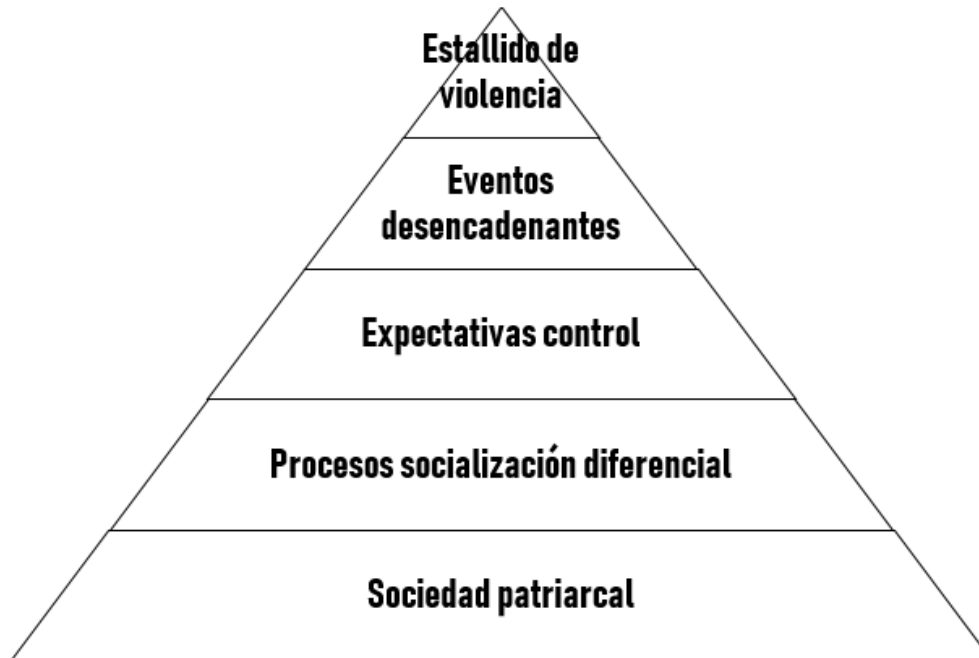 Estallido de
violencia
Eventos
desencadenantes
Expectativas control
Procesos socialización diferencial
Sociedad patriarcal